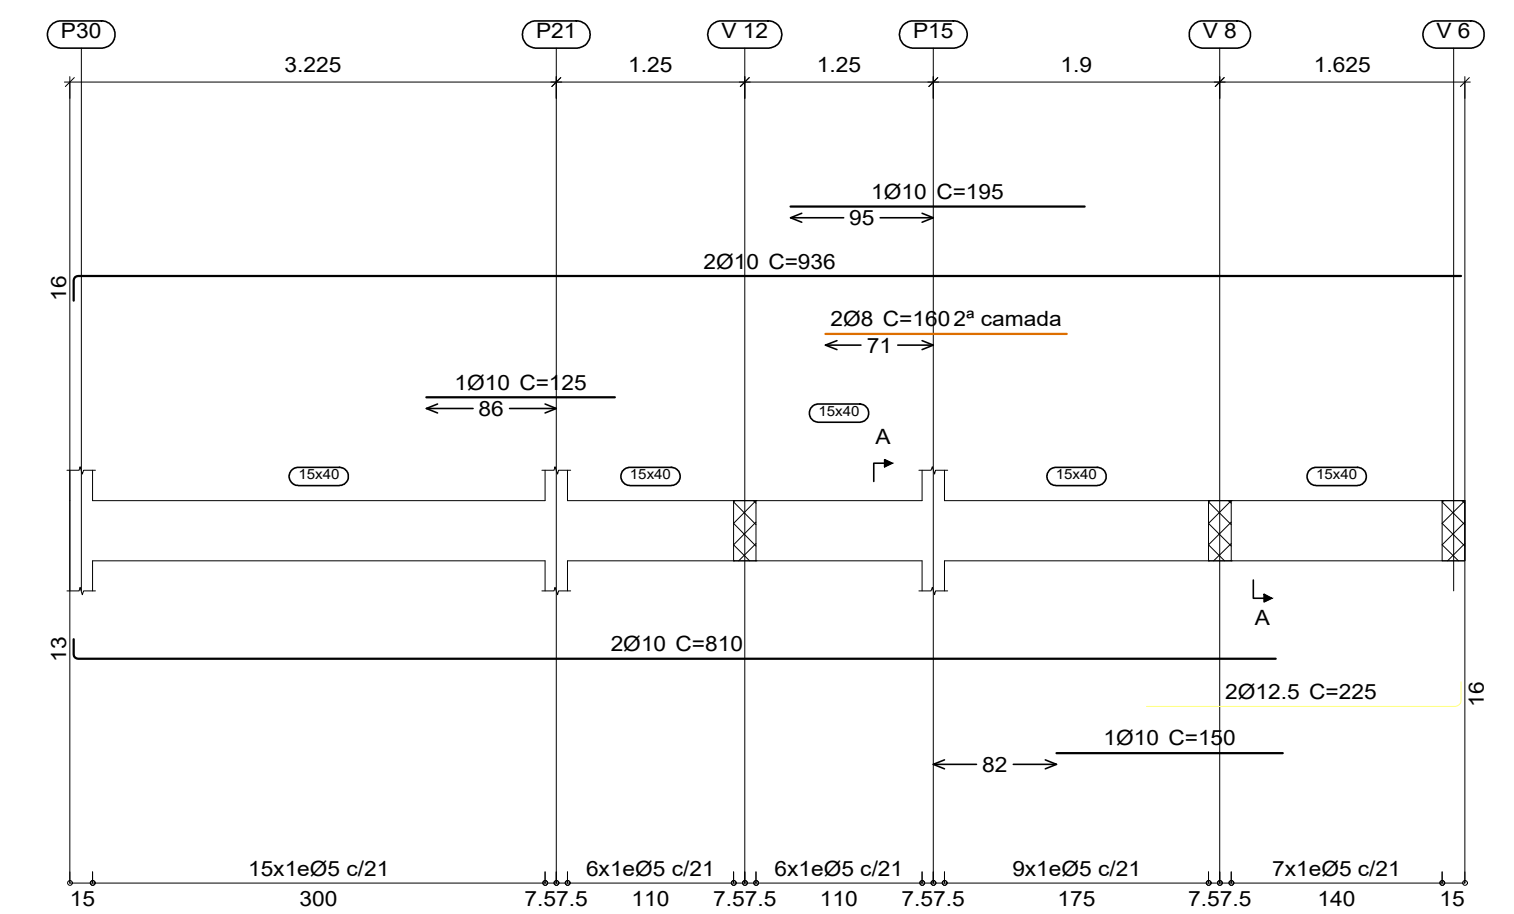 P30 P21 V 12 P15 V 8 V 6
3.225 1.25 1.25 1.9 1.625
1Ø10 C=195
95
2Ø10 C=936
16
2Ø8 C=160 2ª camada
71
1Ø10 C=125
86
15x40
A
15x40 15x40 15x40 15x40
A
13
2Ø10 C=810
2Ø12.5 C=225
16
1Ø10 C=150
82
15x1eØ5 c/21 6x1eØ5 c/21 6x1eØ5 c/21 9x1eØ5 c/21 7x1eØ5 c/21
15 300 7.57.5 110 7.57.5 110 7.57.5 175 7.57.5 140 15